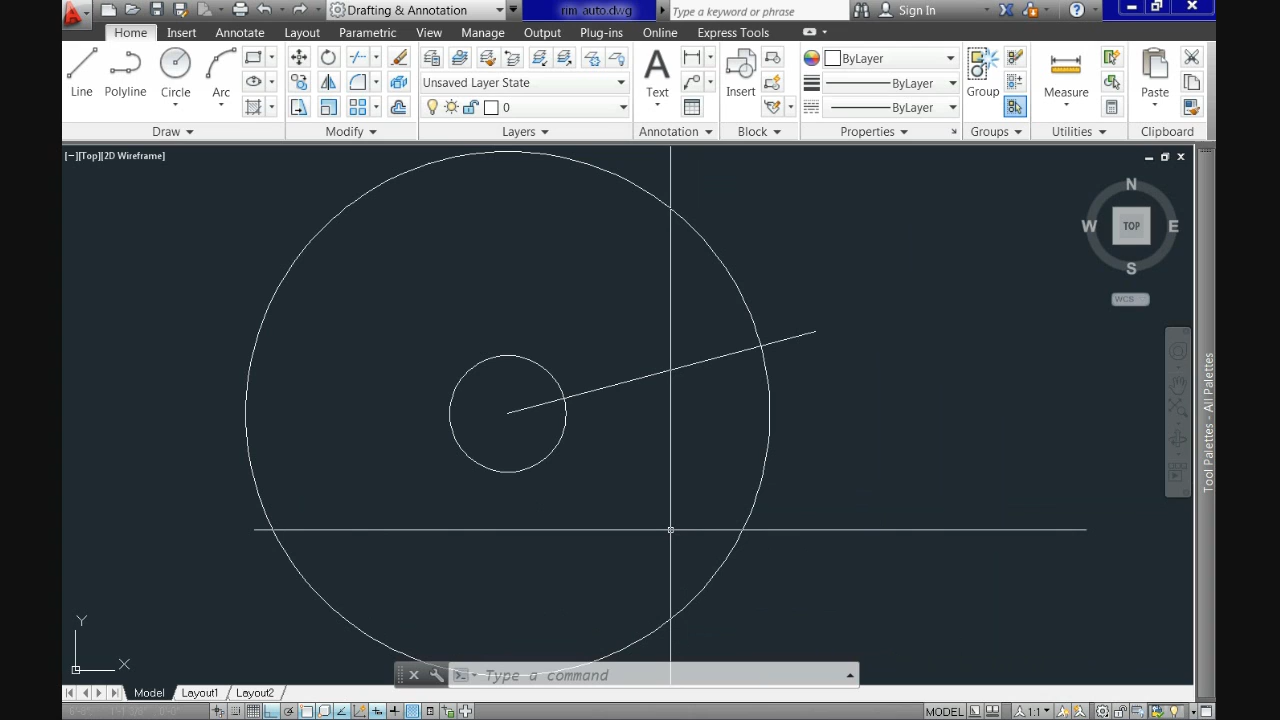 Drafting & Annotation
rim auto.dwg
Type a keyword or phrase
Sign In
Home Insert Annotate Layout Parametric View Manage Output Plug-ins Online Express Tools
Line Polyline Circle Arc
Unsaved Layer State
0
Text
Insert
ByLayer
ByLayer
ByLayer
Group
Measure
Paste
Draw Modify Layers Annotation Block Properties Groups Utilities Clipboard
[−][Top][2D Wireframe]
N
W TOP E
S
WCS
Tool Palettes - All Palettes
Y
X
Type a command
Model Layout1 Layout2
MODEL 1:1